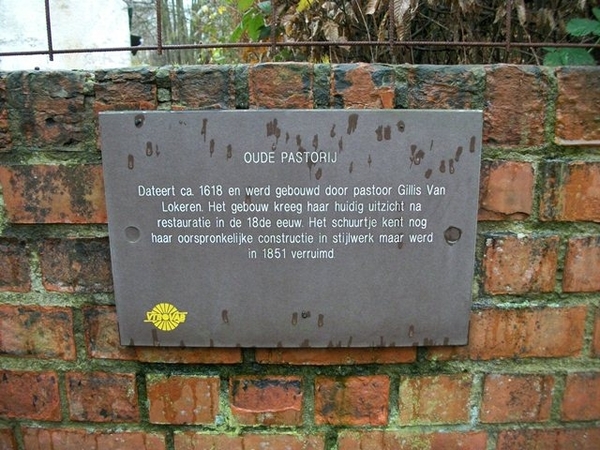 OUDE PASTORIJ
Dateert ca. 1618 en werd gebouwd door pastoor Gillis Van
Lokeren. Het gebouw kreeg haar huidig uitzicht na
restauratie in de 18de eeuw. Het schuurtje kent nog
haar oorspronkelijke constructie in stijlwerk maar werd
in 1851 verruimd
VTB-VAB